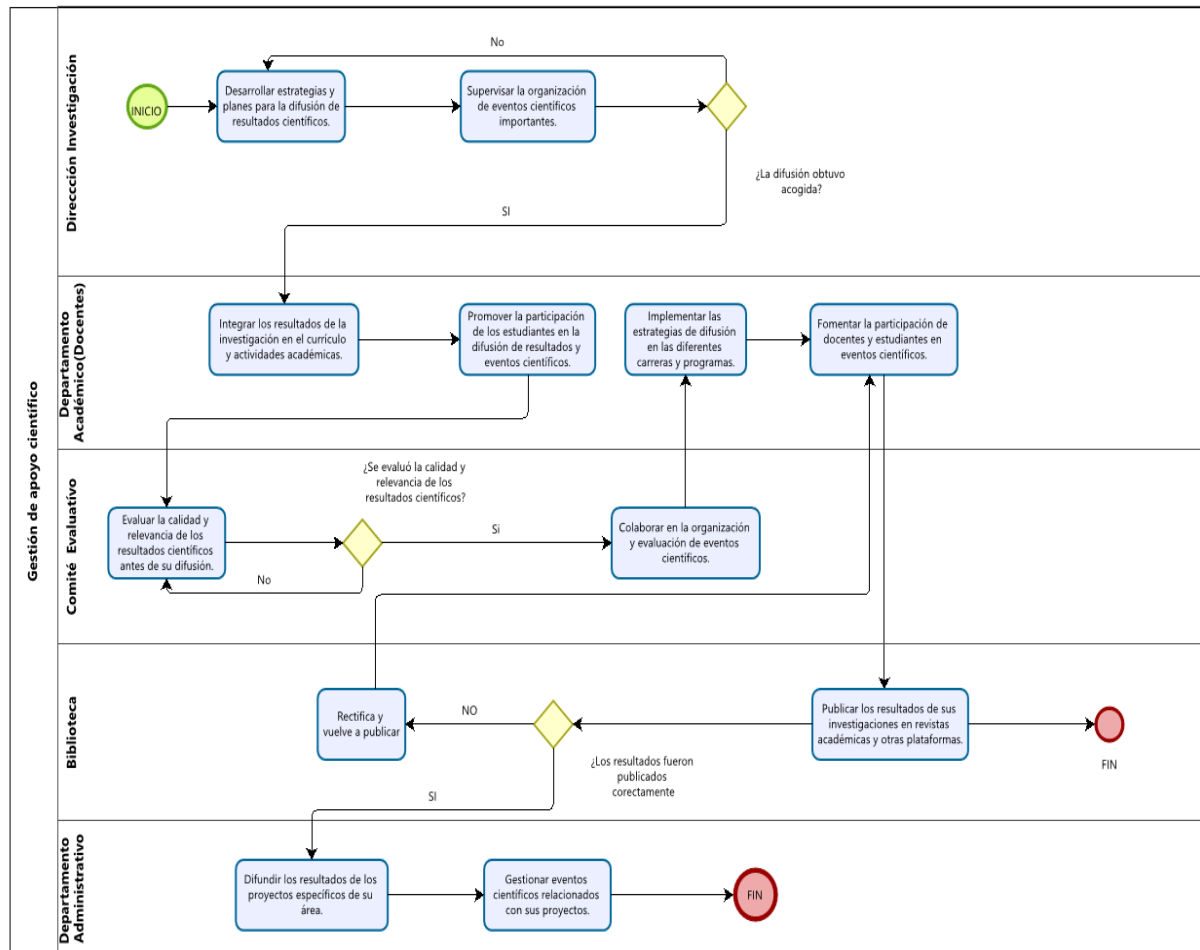 Gestión de apoyo científico
Direccción Investigación
No
INICIO
Desarrollar estrategias y
planes para la difusión de
resultados científicos.
Supervisar la organización
de eventos científicos
importantes.
¿La difusión obtuvo
acogida?
SI
Departamento
Académico(Docentes)
Integrar los resultados de la
investigación en el currículo
y actividades académicas.
Promover la participación
de los estudiantes en la
difusión de resultados y
eventos científicos.
Implementar las
estrategias de difusión
en las diferentes
carreras y programas.
Fomentar la participación de
docentes y estudiantes en
eventos científicos.
Comité Evaluativo
¿Se evaluó la calidad y
relevancia de los
resultados científicos?
Evaluar la calidad y
relevancia de los
resultados científicos
antes de su difusión.
Si
No
Colaborar en la organización
y evaluación de eventos
científicos.
Biblioteca
Rectifica y
vuelve a publicar
NO
¿Los resultados fueron
publicados
corectamente
Publicar los resultados de sus
investigaciones en revistas
académicas y otras plataformas.
FIN
SI
Departamento
Administrativo
Difundir los resultados de los
proyectos específicos de su
área.
Gestionar eventos
científicos relacionados
con sus proyectos.
FIN